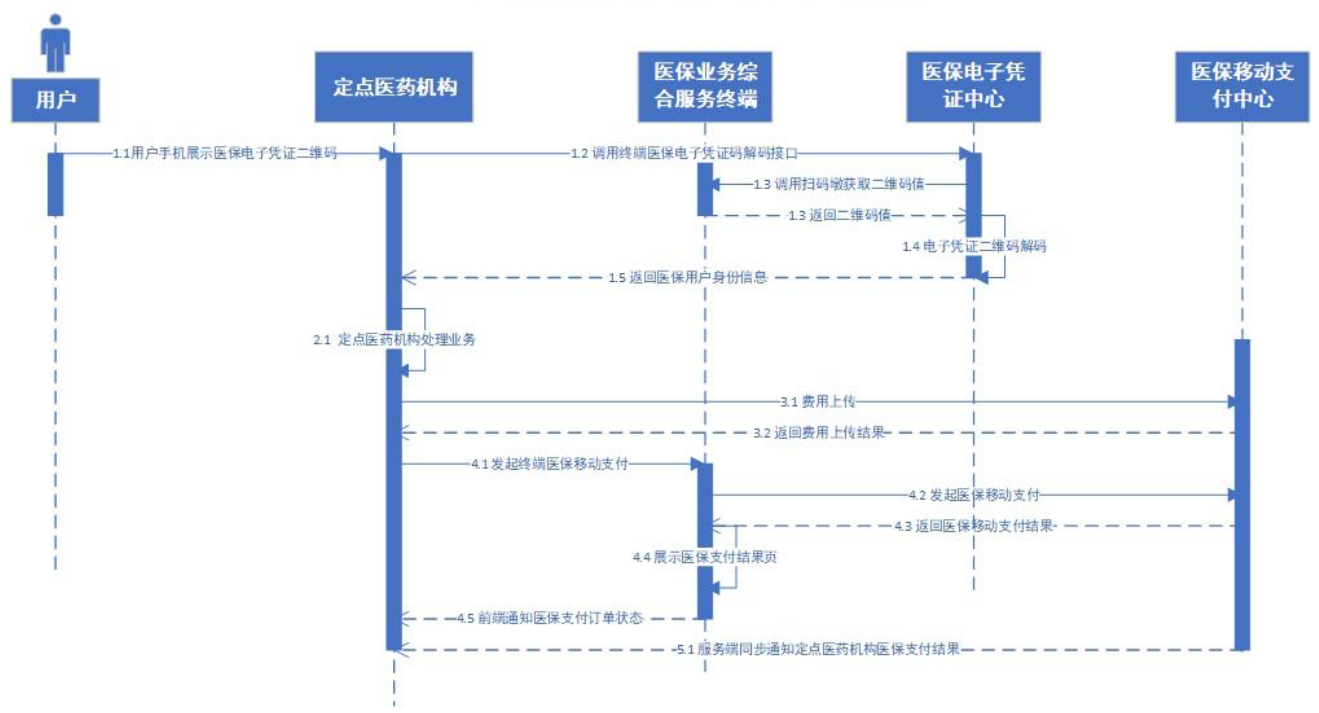 用户
定点医药机构
医保业务综
合服务终端
医保电子凭
证中心
医保移动支
付中心
1.1用户手机展示医保电子凭证二维码
1.2 调用终端医保电子凭证码解码接口
1.3 调用扫码墩获取二维码值
1.3 返回二维码值
1.4 电子凭证二维码解码
1.5 返回医保用户身份信息
2.1 定点医药机构处理业务
3.1 费用上传
3.2 返回费用上传结果
4.1 发起终端医保移动支付
4.2 发起医保移动支付
4.3 返回医保移动支付结果
4.4 展示医保支付结果页
4.5 前端通知医保支付订单状态
5.1 服务端同步通知定点医药机构医保支付结果